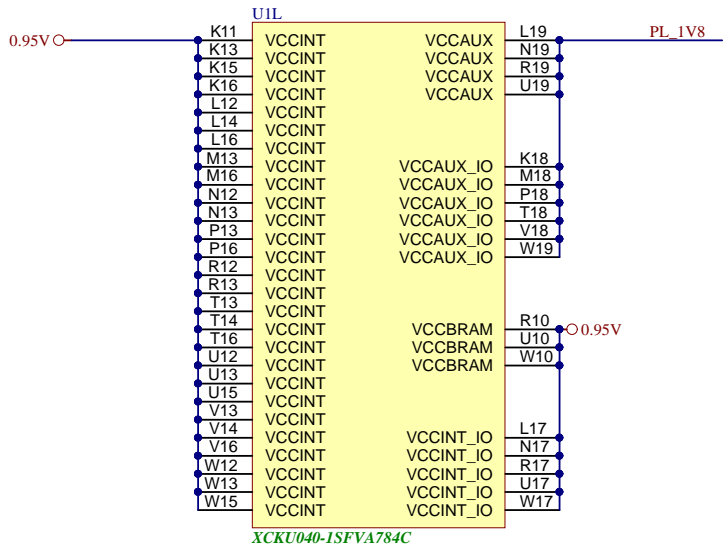 U1L
0.95V K11 VCCINT VCCAUX L19 PL_1V8
K13 VCCINT VCCAUX N19
K15 VCCINT VCCAUX R19
K16 VCCINT VCCAUX U19
L12 VCCINT
L14 VCCINT
L16 VCCINT
M13 VCCINT VCCAUX_IO K18
M16 VCCINT VCCAUX_IO M18
N12 VCCINT VCCAUX_IO P18
N13 VCCINT VCCAUX_IO T18
P13 VCCINT VCCAUX_IO V18
P16 VCCINT VCCAUX_IO W19
R12 VCCINT
R13 VCCINT
T13 VCCINT
T14 VCCINT VCCBRAM R10 0.95V
T16 VCCINT VCCBRAM U10
U12 VCCINT VCCBRAM W10
U13 VCCINT
U15 VCCINT
V13 VCCINT
V14 VCCINT VCCINT_IO L17
V16 VCCINT VCCINT_IO N17
W12 VCCINT VCCINT_IO R17
W13 VCCINT VCCINT_IO U17
W15 VCCINT VCCINT_IO W17
XCKU040-1SFVA784C